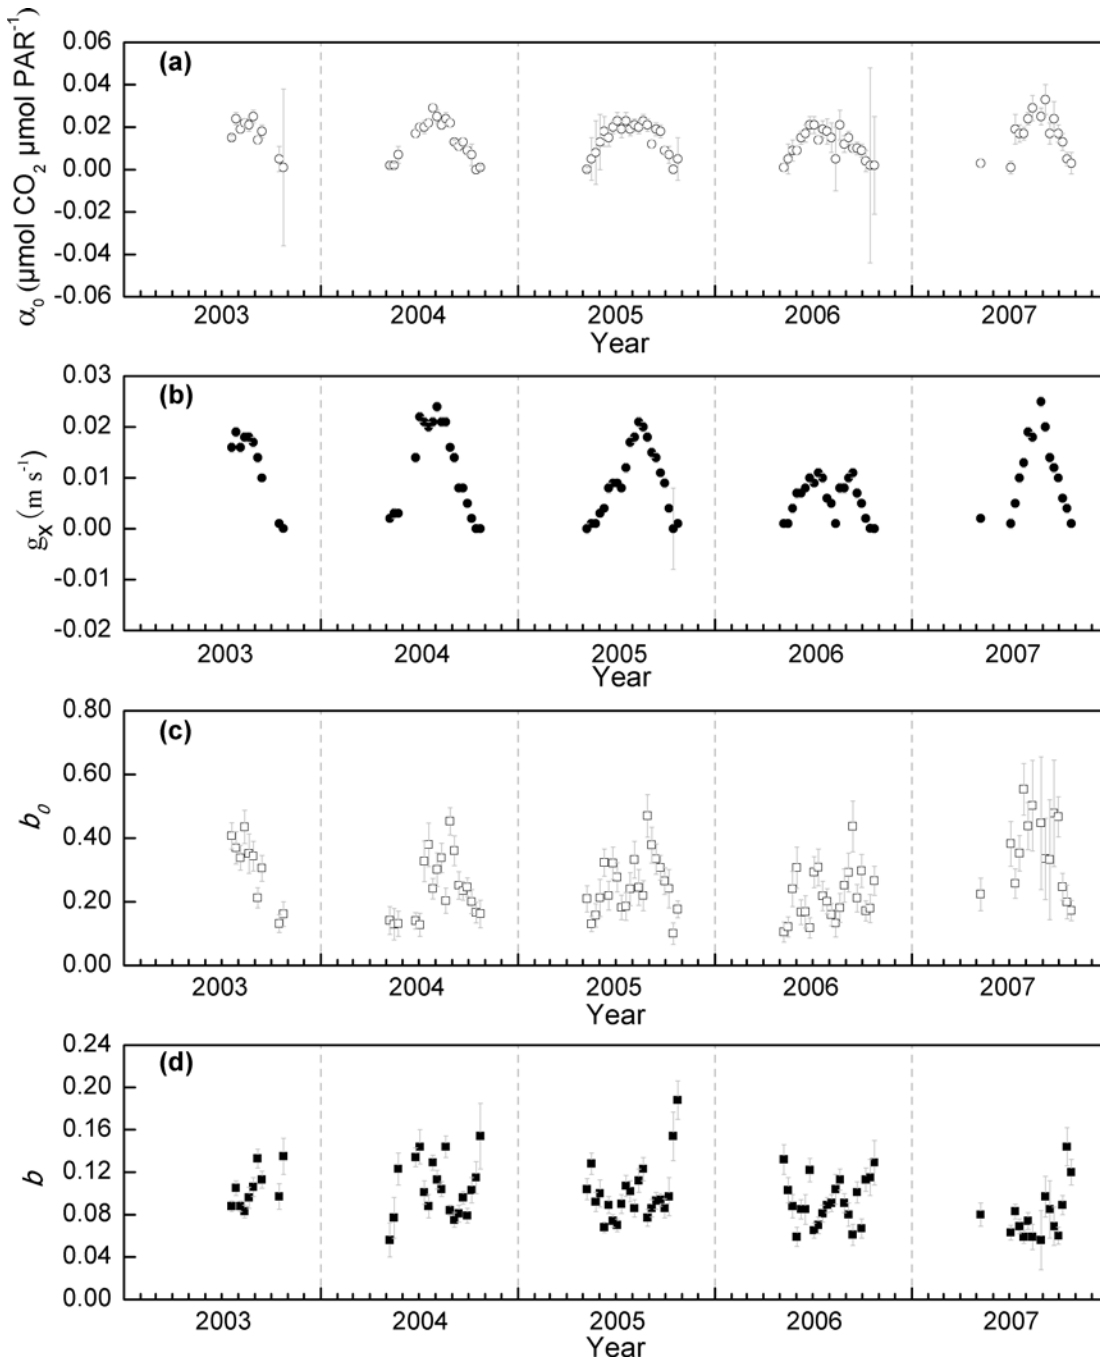 (a)
α₀ (μmol CO₂ μmol PAR⁻¹)
0.06
0.04
0.02
0.00
-0.02
-0.04
-0.06
2003 2004 2005 2006 2007
Year
(b)
gx (m s⁻¹)
0.03
0.02
0.01
0.00
-0.01
-0.02
2003 2004 2005 2006 2007
Year
(c)
b₀
0.80
0.60
0.40
0.20
0.00
2003 2004 2005 2006 2007
Year
(d)
b
0.24
0.20
0.16
0.12
0.08
0.04
0.00
2003 2004 2005 2006 2007
Year